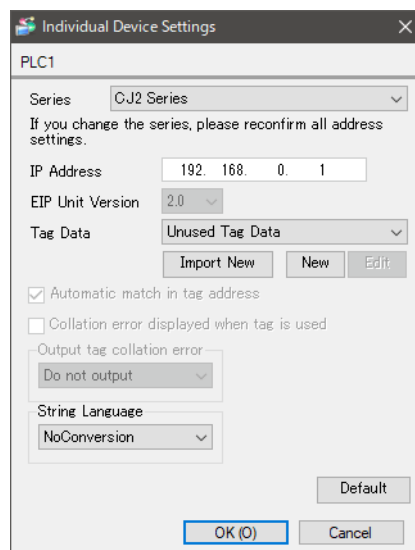 Individual Device Settings
PLC1
Series CJ2 Series
If you change the series, please reconfirm all address
settings.
IP Address 192. 168. 0. 1
EIP Unit Version 2.0
Tag Data Unused Tag Data
Import New New Edit
Automatic match in tag address
Collation error displayed when tag is used
Output tag collation error
Do not output
String Language
NoConversion
Default
OK (O) Cancel